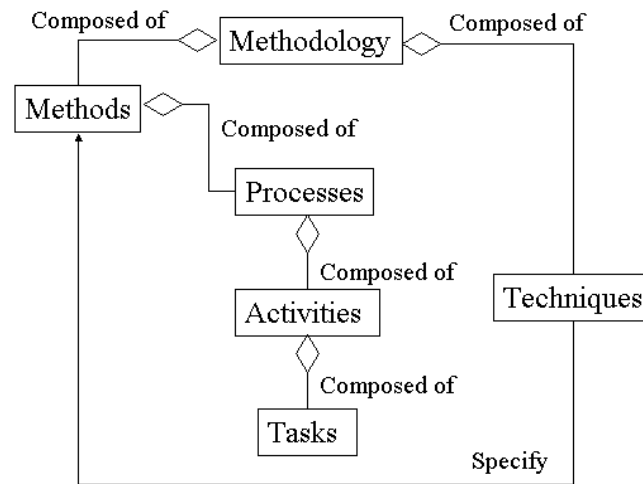 Composed of
Methodology
Composed of
Methods
Composed of
Processes
Composed of
Activities
Techniques
Composed of
Tasks
Specify